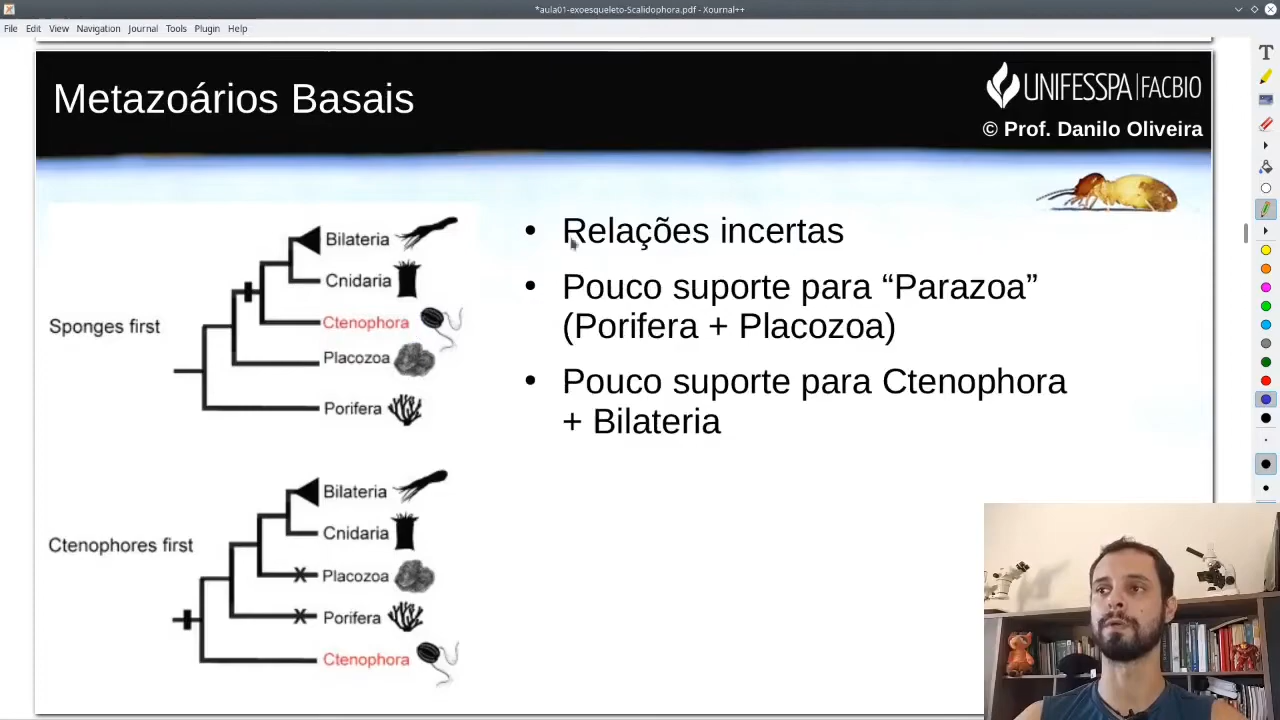 *aula01-exoesqueleto-Scalidophora.pdf - Xournal++
File Edit View Navigation Journal Tools Plugin Help
Metazoários Basais
UNIFESSPA|FACBIO
© Prof. Danilo Oliveira
Sponges first
Bilateria
Cnidaria
Ctenophora
Placozoa
Porifera
Ctenophores first
Bilateria
Cnidaria
Placozoa
Porifera
Ctenophora
• Relações incertas
• Pouco suporte para “Parazoa”
(Porifera + Placozoa)
• Pouco suporte para Ctenophora
+ Bilateria
T